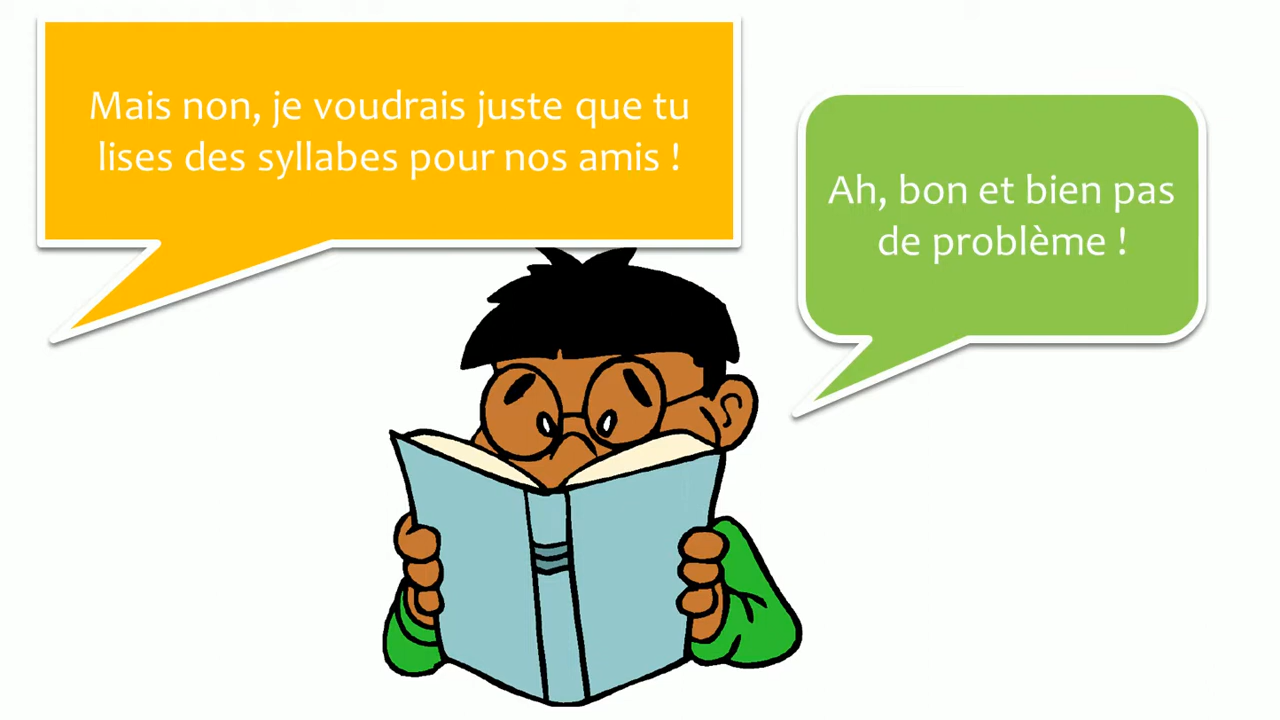 Mais non, je voudrais juste que tu
lises des syllabes pour nos amis !
Ah, bon et bien pas
de problème !